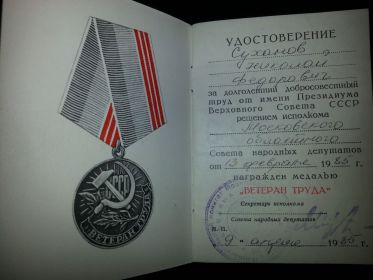 СССР
ВЕТЕРАН ТРУДА
УДОСТОВЕРЕНИЕ
Суханов
Николай
Федорович
за долголетний добросовестный
труд от имени Президиума
Верховного Совета СССР
решением исполкома
Московского
областного
Совета народных депутатов
от 13 февраля 1985 г.
награжден медалью
"ВЕТЕРАН ТРУДА"
Секретарь исполкома
Совета народных депутатов
М. П.
9 апреля 1985 г.